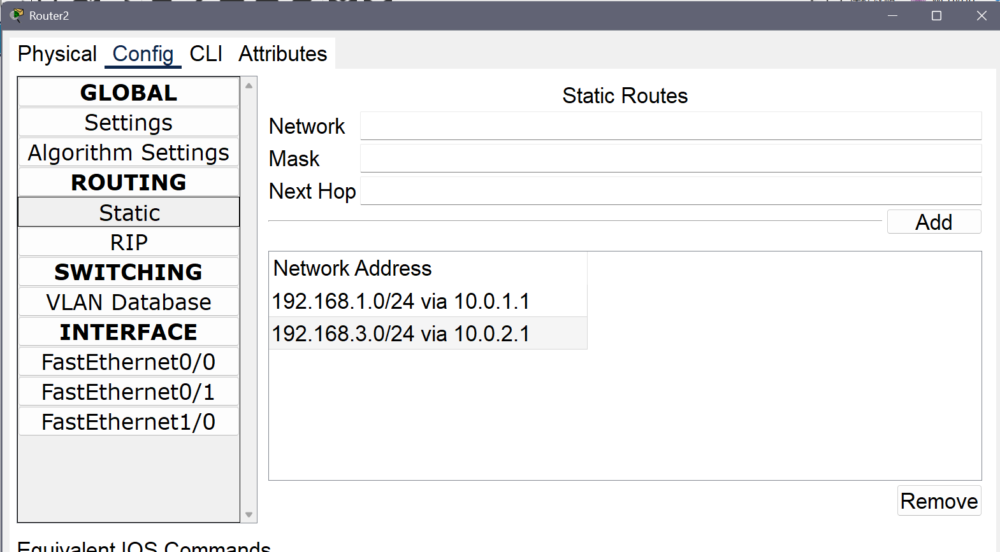 Router2
Physical Config CLI Attributes
GLOBAL
Settings
Algorithm Settings
ROUTING
Static
RIP
SWITCHING
VLAN Database
INTERFACE
FastEthernet0/0
FastEthernet0/1
FastEthernet1/0
Static Routes
Network
Mask
Next Hop
Add
Network Address
192.168.1.0/24 via 10.0.1.1
192.168.3.0/24 via 10.0.2.1
Remove
Equivalent IOS Commands